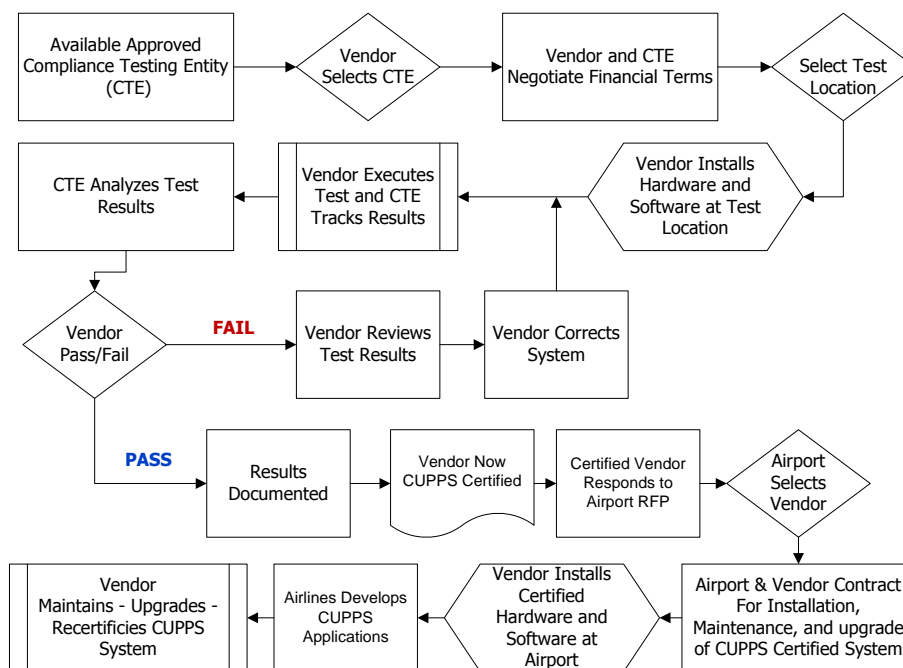 Available Approved
Compliance Testing Entity
(CTE)
Vendor
Selects CTE
Vendor and CTE
Negotiate Financial Terms
Select Test
Location
CTE Analyzes Test
Results
Vendor Executes
Test and CTE
Tracks Results
Vendor Installs
Hardware and
Software at Test
Location
Vendor
Pass/Fail
FAIL
Vendor Reviews
Test Results
Vendor Corrects
System
PASS
Results
Documented
Vendor Now
CUPPS Certified
Certified Vendor
Responds to
Airport RFP
Airport
Selects
Vendor
Vendor
Maintains - Upgrades -
Recertificies CUPPS
System
Airlines Develops
CUPPS
Applications
Vendor Installs
Certified
Hardware and
Software at
Airport
Airport & Vendor Contract
For Installation,
Maintenance, and upgrade
of CUPPS Certified System